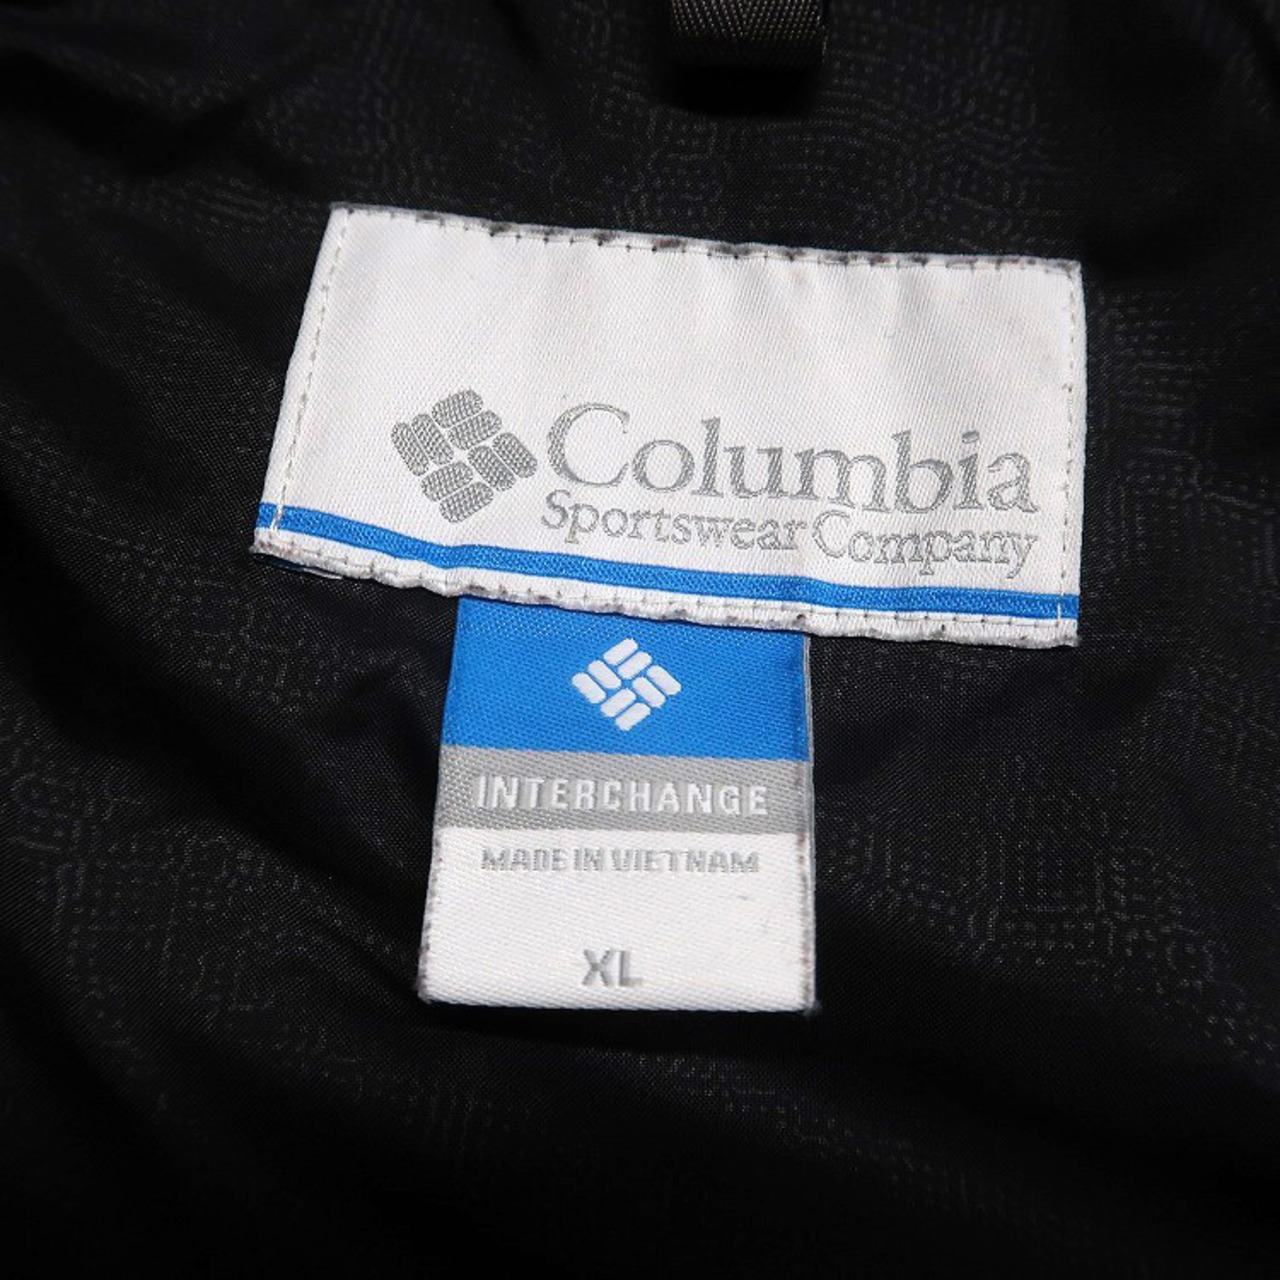 Columbia
Sportswear Company
INTERCHANGE
MADE IN VIETNAM
XL